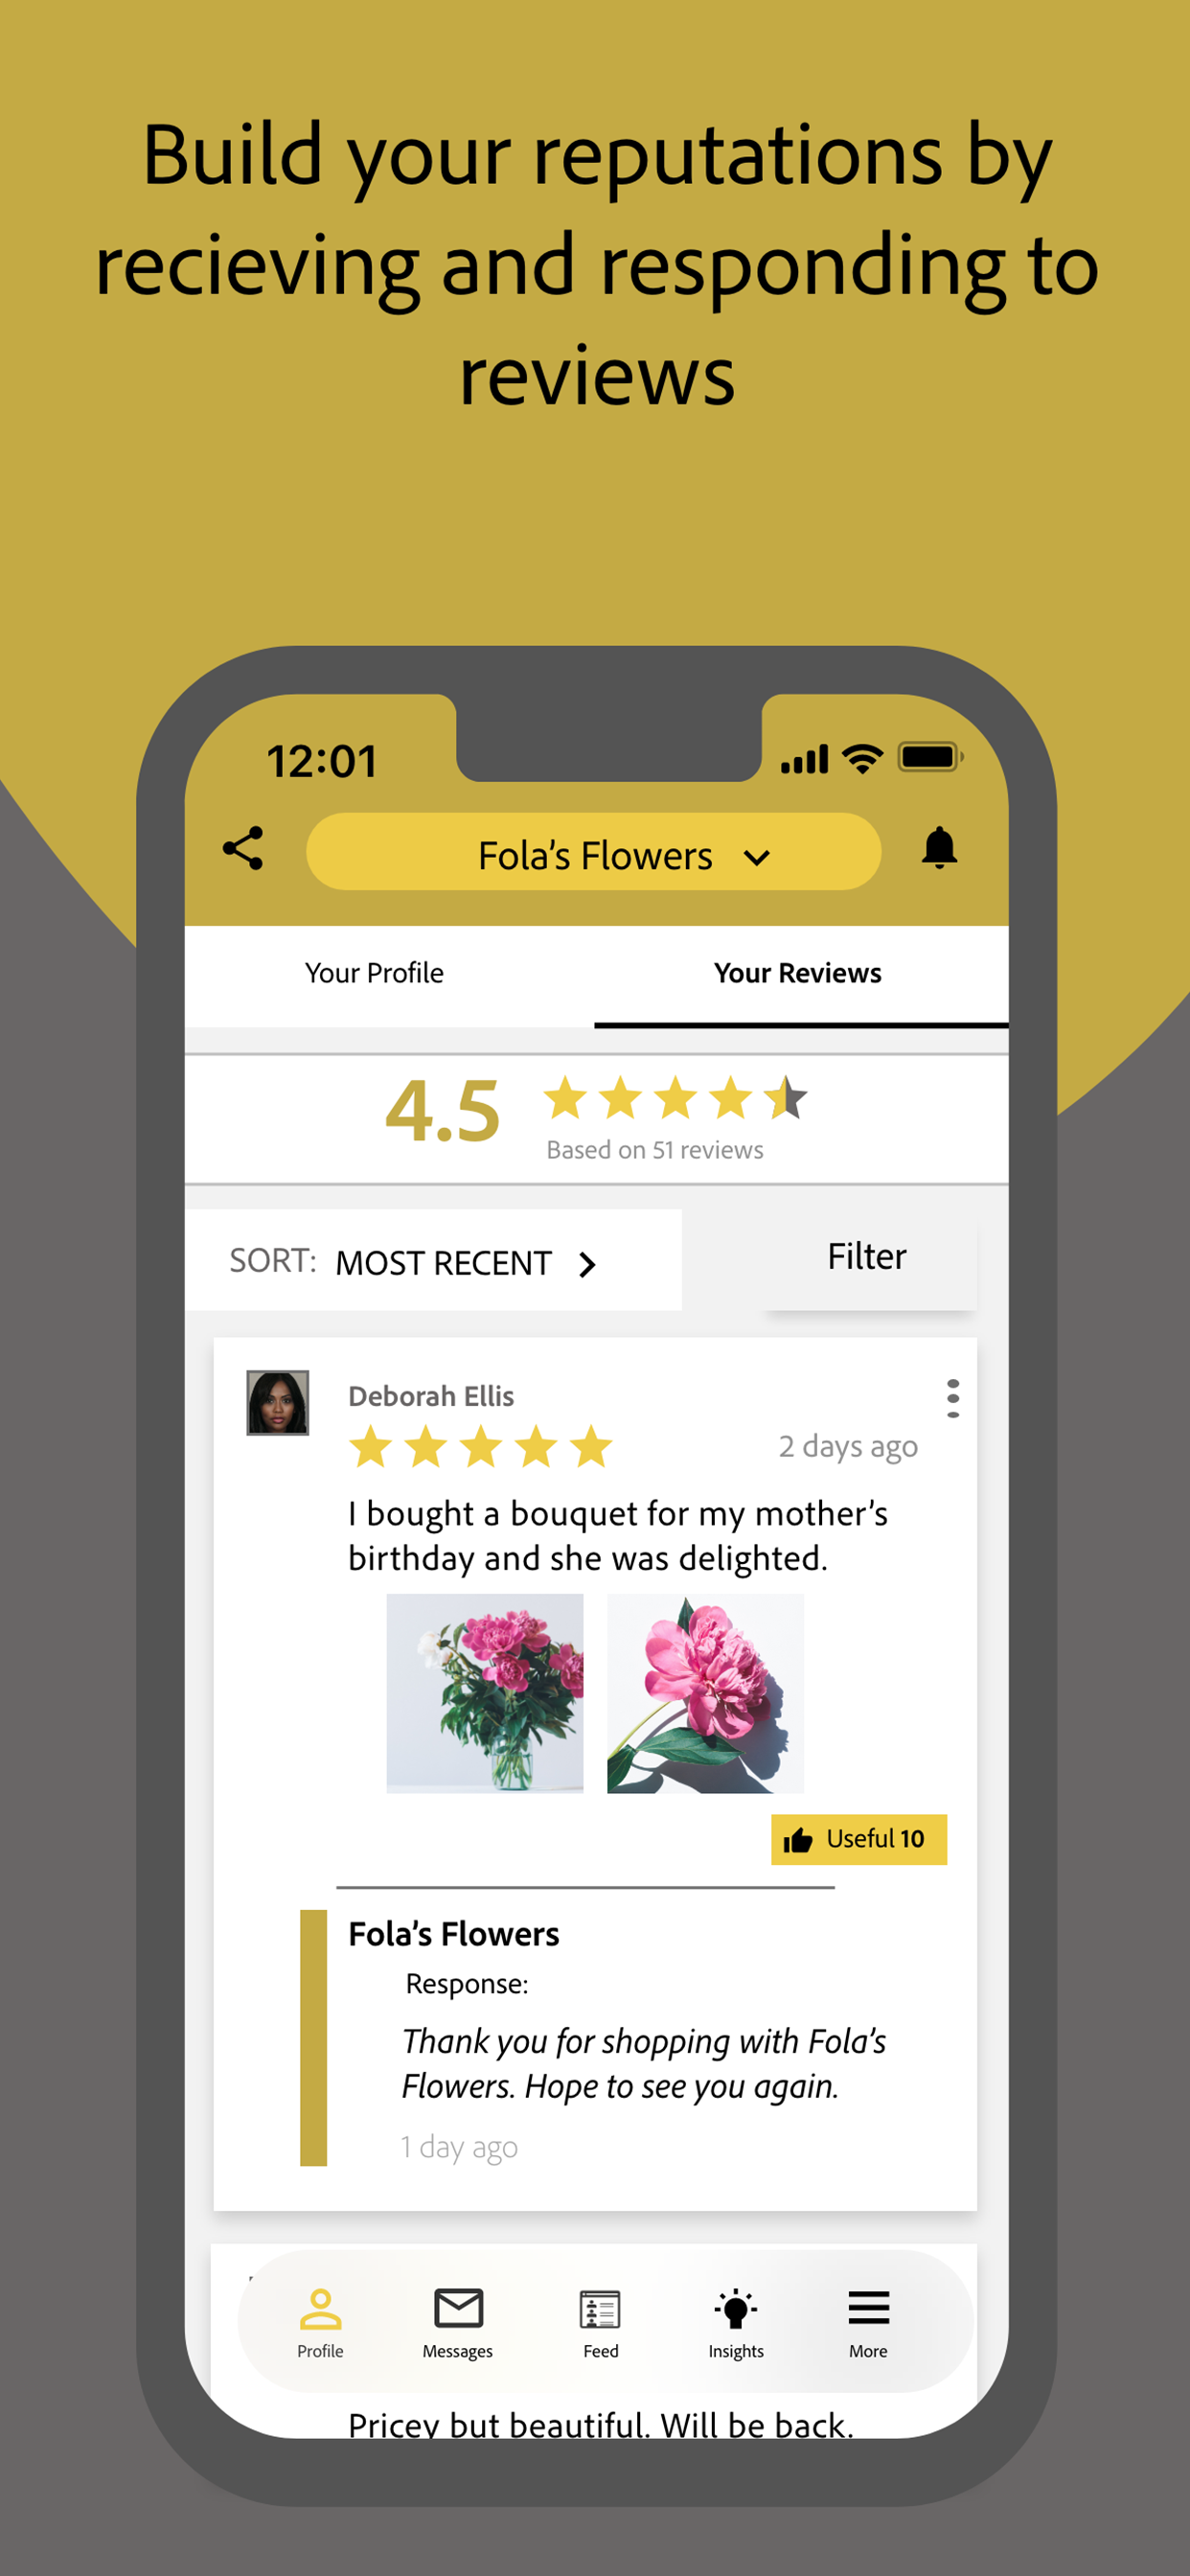 Build your reputations by
recieving and responding to
reviews
12:01
Fola’s Flowers
Your Profile
Your Reviews
4.5
Based on 51 reviews
SORT: MOST RECENT
Filter
Deborah Ellis
2 days ago
I bought a bouquet for my mother’s
birthday and she was delighted.
Useful 10
Fola’s Flowers
Response:
Thank you for shopping with Fola’s
Flowers. Hope to see you again.
1 day ago
Profile
Messages
Feed
Insights
More
Pricey but beautiful. Will be back.